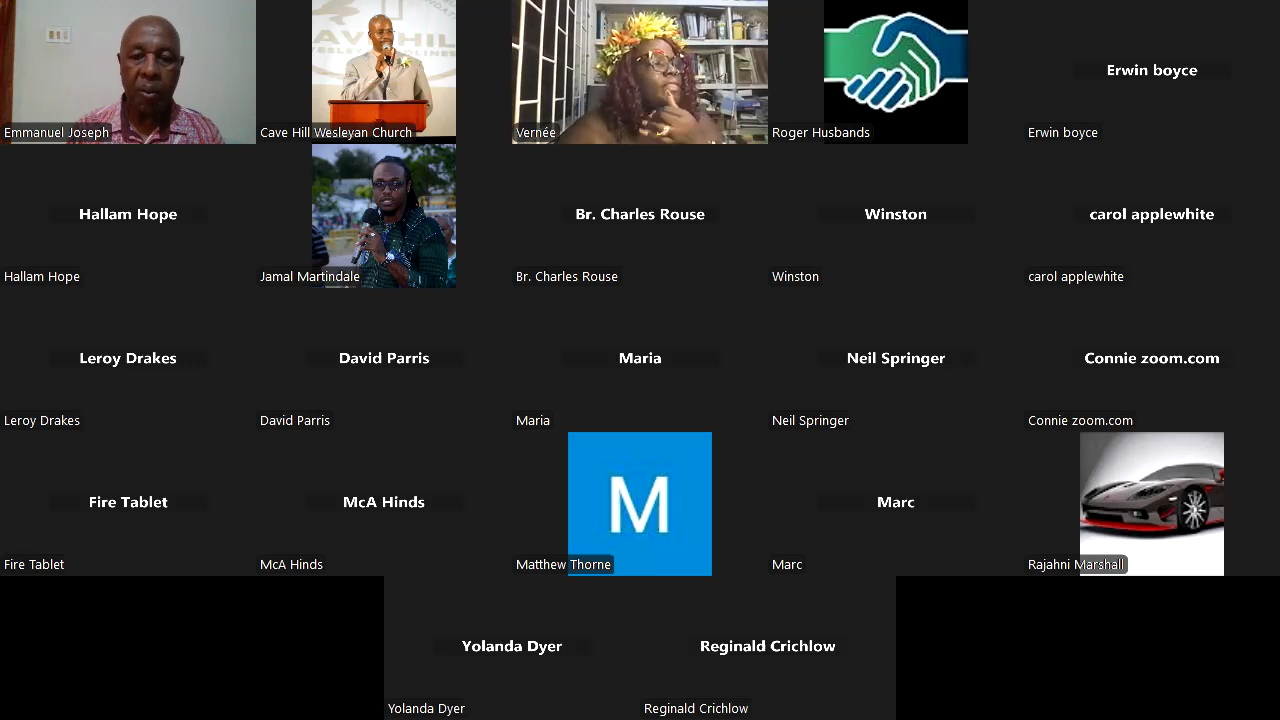 AVE HIL
Emmanuel Joseph
Cave Hill Wesleyan Church
Vernée
Roger Husbands
Erwin boyce
Erwin boyce
Hallam Hope
Hallam Hope
Jamal Martindale
Br. Charles Rouse
Br. Charles Rouse
Winston
Winston
carol applewhite
carol applewhite
Leroy Drakes
Leroy Drakes
David Parris
David Parris
Maria
Maria
Neil Springer
Neil Springer
Connie zoom.com
Connie zoom.com
Fire Tablet
Fire Tablet
McA Hinds
McA Hinds
M
Matthew Thorne
Marc
Marc
Rajahni Marshall
Yolanda Dyer
Yolanda Dyer
Reginald Crichlow
Reginald Crichlow